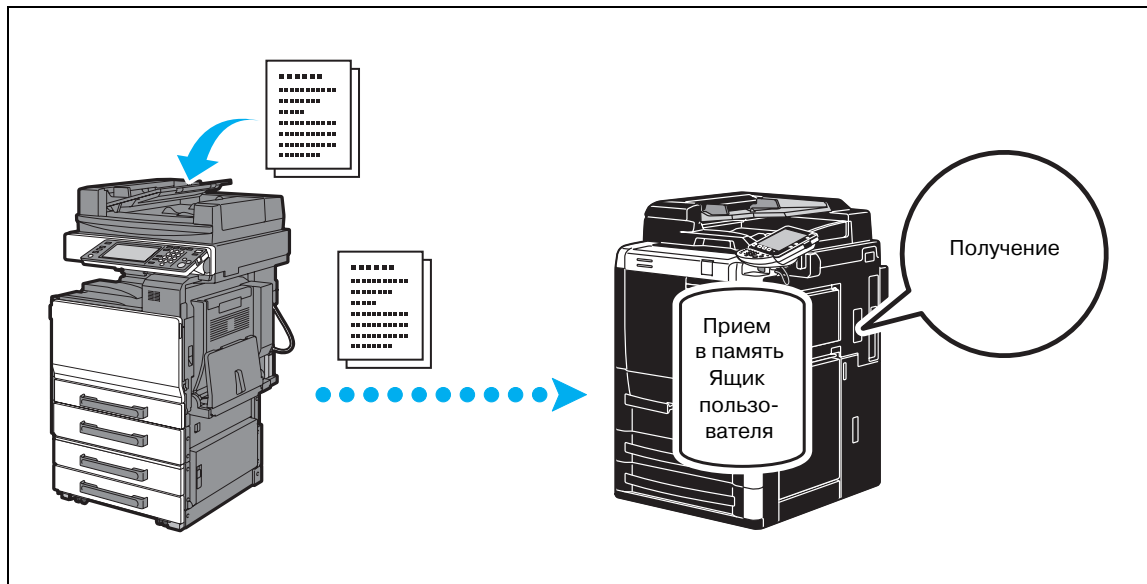 Получение
Прием
в память
Ящик
пользо-
вателя